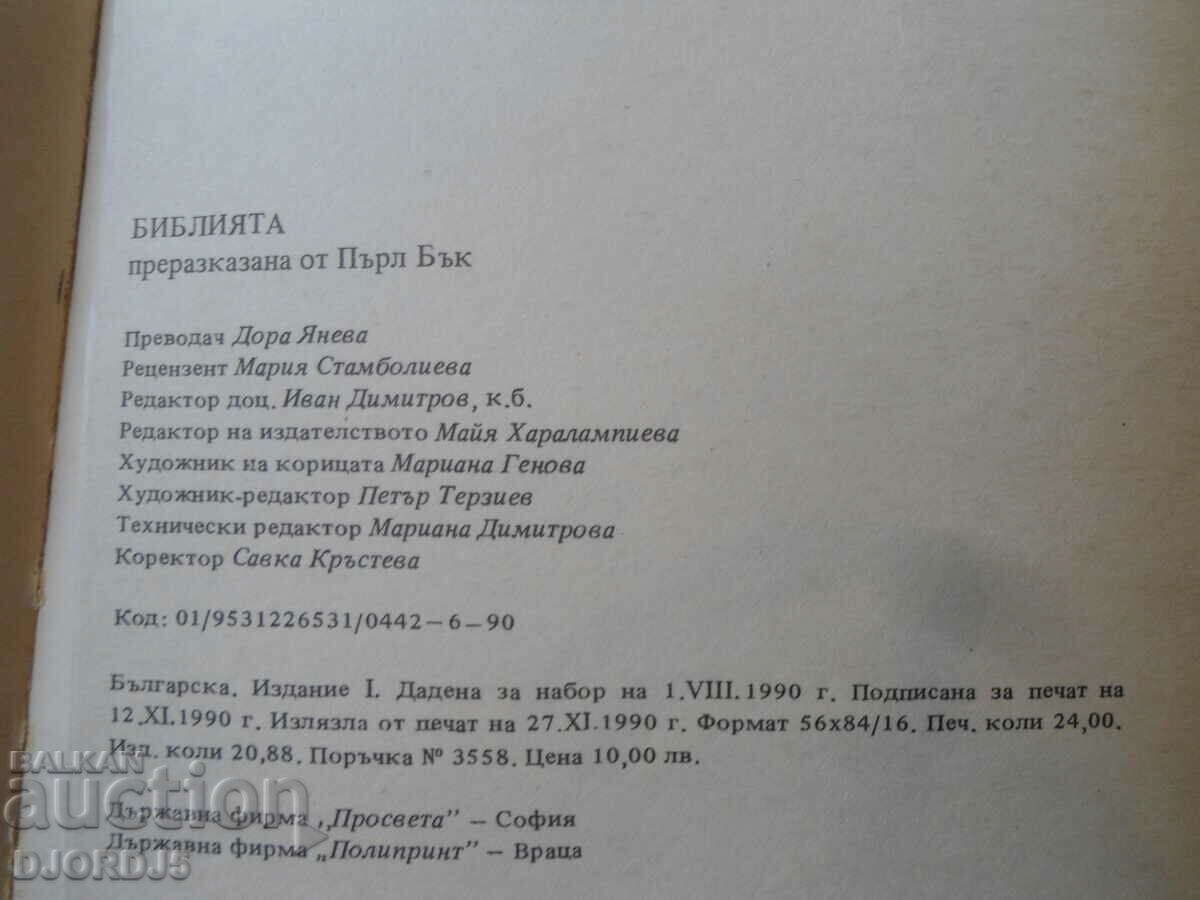 БИБЛИЯТА
преразказана от Пърл Бък
Преводач Дора Янева
Рецензент Мария Стамболиева
Редактор доц. Иван Димитров, к.б.
Редактор на издателството Майя Харалампиева
Художник на корицата Мариана Генова
Художник-редактор Петър Терзиев
Технически редактор Мариана Димитрова
Коректор Савка Кръстева
Код: 01/9531226531/0442–6–90
Българска. Издание I. Дадена за набор на 1.VIII.1990 г. Подписана за печат на
12.XI.1990 г. Излязла от печат на 27.XI.1990 г. Формат 56x84/16. Печ. коли 24,00.
Изд. коли 20,88. Поръчка № 3558. Цена 10,00 лв.
Държавна фирма „Просвета” – София
Държавна фирма „Полипринт” – Враца
BALKAN
auction
DJORDJ5